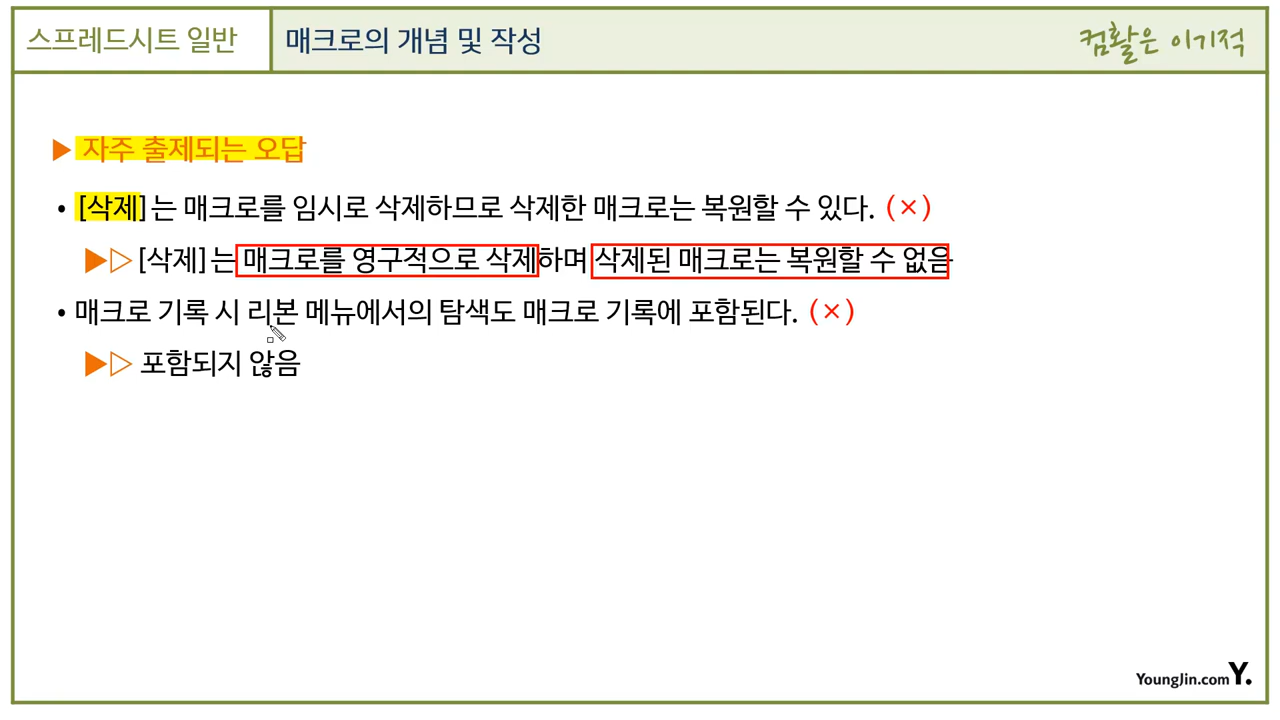 스프레드시트 일반
매크로의 개념 및 작성
컴활은 이기적
▶ 자주 출제되는 오답
• [삭제]는 매크로를 임시로 삭제하므로 삭제한 매크로는 복원할 수 있다. (×)
▶▷ [삭제]는 매크로를 영구적으로 삭제하며 삭제된 매크로는 복원할 수 없음
• 매크로 기록 시 리본 메뉴에서의 탐색도 매크로 기록에 포함된다. (×)
▶▷ 포함되지 않음
YoungJin.com Y.